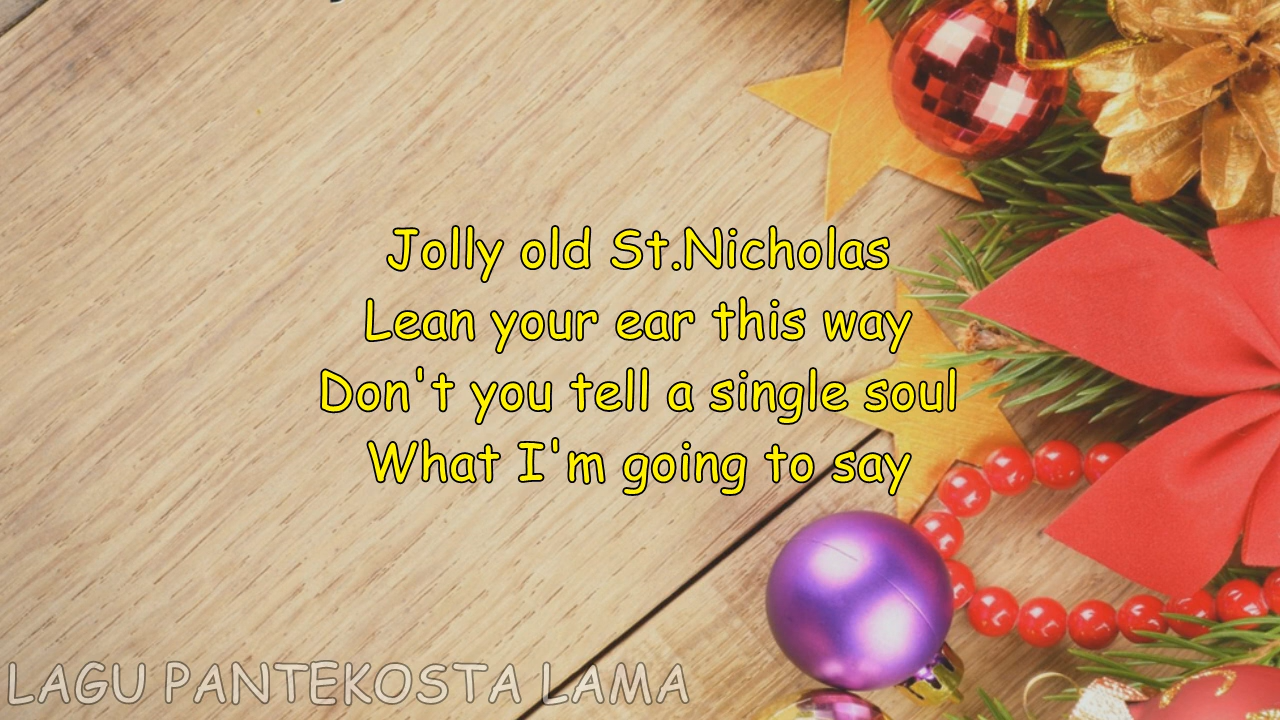 Jolly old St.Nicholas
Lean your ear this way
Don't you tell a single soul
What I'm going to say
LAGU PANTEKOSTA LAMA